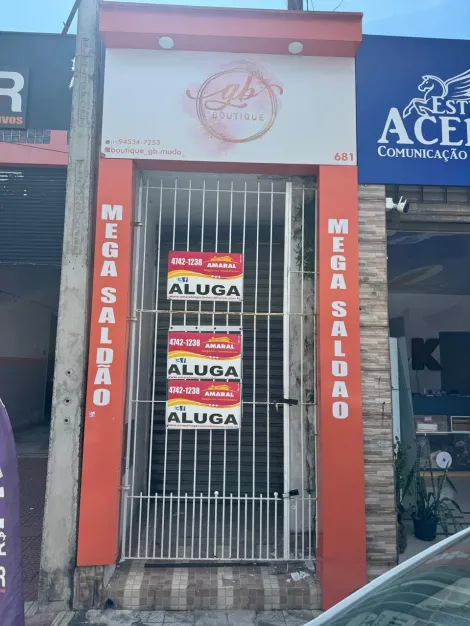 R
gb
BOUTIQUE
94534-7253
boutique_gb.moda
681
EST
ACE
COMUNICAÇÃO
MEGA SALDÃO
MEGA SALDAO
4742-1238
AMARAL
ALUGA
4742-1238
AMARAL
ALUGA
4742-1238
AMARAL
ALUGA